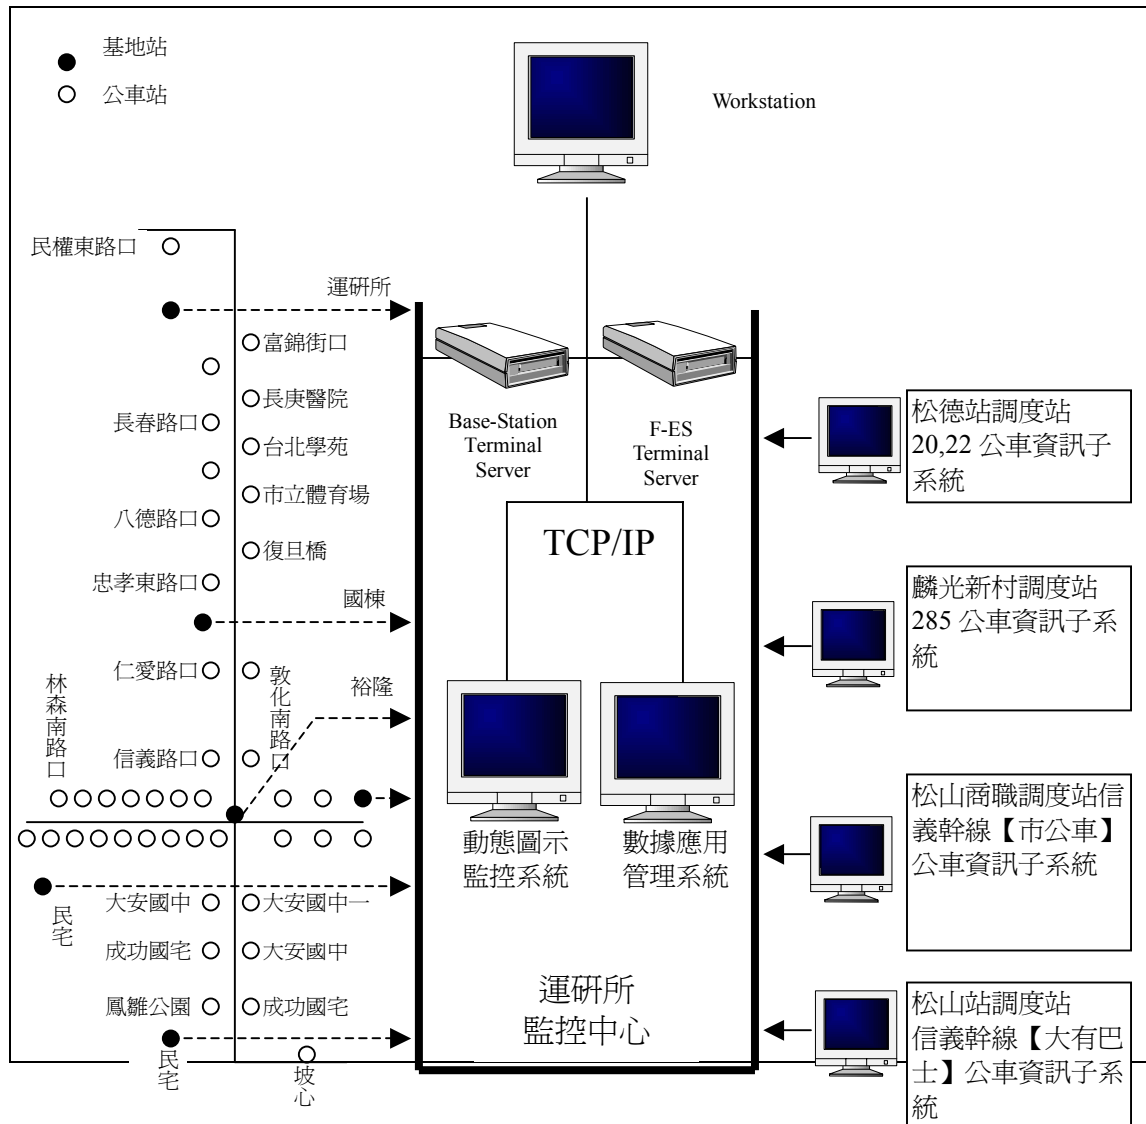 基地站
公車站
Workstation
民權東路口
運研所
富錦街口
長庚醫院
長春路口
台北學苑
市立體育場
八德路口
復旦橋
忠孝東路口
國棟
仁愛路口
敦化南路口
林森南路口
裕隆
信義路口
民宅
大安國中
大安國中一
成功國宅
大安國中
鳳雛公園
成功國宅
民宅
坡心
Base-Station
Terminal
Server
F-ES
Terminal
Server
TCP/IP
動態圖示
監控系統
數據應用
管理系統
運研所
監控中心
松德站調度站
20,22 公車資訊子
系統
麟光新村調度站
285 公車資訊子系
統
松山商職調度站信
義幹線【市公車】
公車資訊子系統
松山站調度站
信義幹線【大有巴
士】公車資訊子系
統